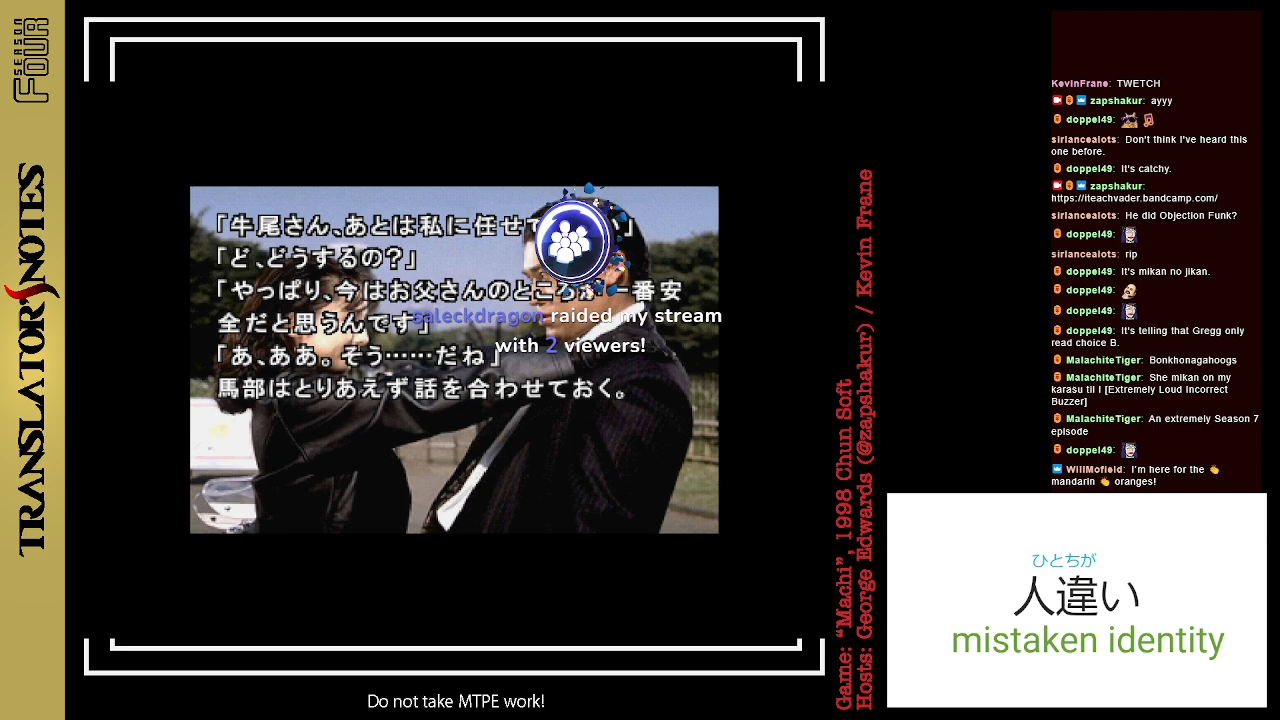 SEASON
FOUR
TRANSLATOR'S NOTES
「牛尾さん、あとは私に任せて
「ど、どうするの?」
「やっぱり、今はお父さんのところが一番安
全だと思うんです」
「あ、ああ。そう……だね」
馬部はとりあえず話を合わせておく。
saleckdragon raided my stream
with 2 viewers!
Do not take MTPE work!
Game: "Machi", 1998 Chun Soft
Hosts: George Edwards (@zapshakur) / Kevin Frane
KevinFrane: TWETCH
zapshakur: ayyy
doppel49:
siriancealots: Don't think I've heard this
one before.
doppel49: It's catchy.
zapshakur:
https://iteachvader.bandcamp.com/
siriancealots: He did Objection Funk?
doppel49:
siriancealots: rip
doppel49: It's mikan no jikan.
doppel49:
doppel49:
doppel49: It's telling that Gregg only
read choice B.
MalachiteTiger: Bonkhonagahoogs
MalachiteTiger: She mikan on my
karasu til I [Extremely Loud Incorrect
Buzzer]
MalachiteTiger: An extremely Season 7
episode
doppel49:
WillMofield: I'm here for the 👏
mandarin 👏 oranges!
ひとちが
人違い
mistaken identity